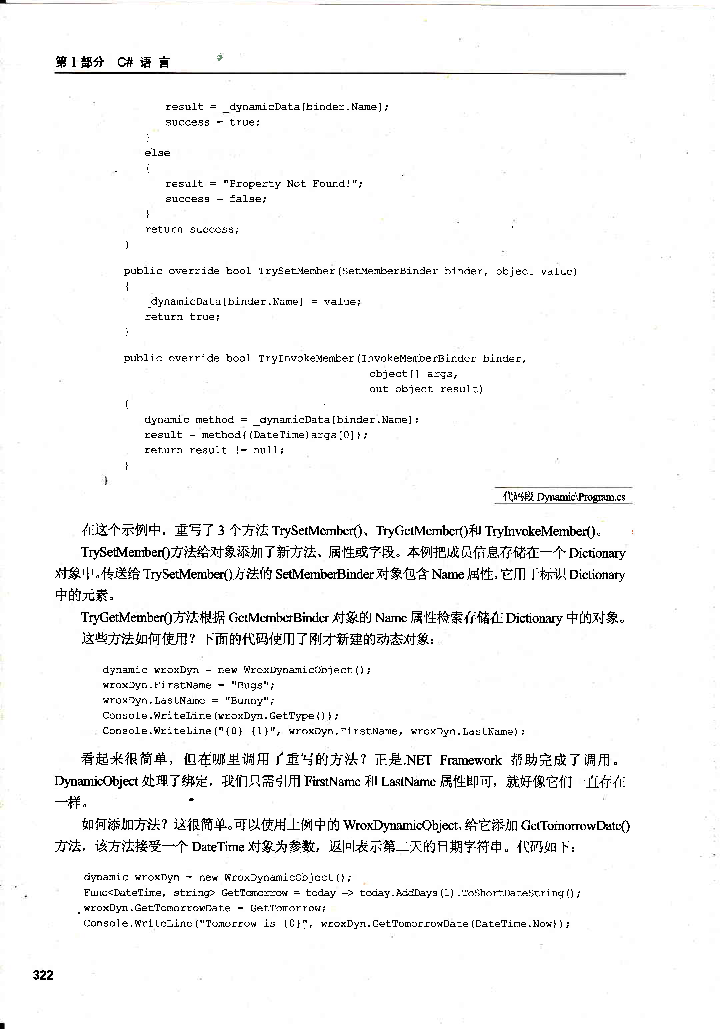 第 1 部分 C# 语 言
result = _dynamicData[binder.Name];
success = true;
}
else
{
result = "Property Not Found!";
success = false;
}
return success;
}
public override bool TrySetMember(SetMemberBinder binder, object value)
{
_dynamicData[binder.Name] = value;
return true;
}
public override bool TryInvokeMember(InvokeMemberBinder binder,
object[] args,
out object result)
{
dynamic method = _dynamicData[binder.Name];
result = method((DateTime)args[0]);
return result != null;
}
}
代码段 Dynamic\Program.cs
在这个示例中，重写了 3 个方法 TrySetMember()、TryGetMember()和 TryInvokeMember()。
TrySetMember()方法给对象添加了新方法、属性或字段。本例把成员信息存储在一个 Dictionary
对象中。传送给 TrySetMember()方法的 SetMemberBinder 对象包含 Name 属性，它用于标识 Dictionary
中的元素。
TryGetMember()方法根据 GetMemberBinder 对象的 Name 属性检索存储在 Dictionary 中的对象。
这些方法如何使用？下面的代码使用了刚才新建的动态对象：
dynamic wroxDyn = new WroxDynamicObject();
wroxDyn.FirstName = "Bugs";
wroxDyn.LastName = "Bunny";
Console.WriteLine(wroxDyn.GetType());
Console.WriteLine("{0} {1}", wroxDyn.FirstName, wroxDyn.LastName);
看起来很简单，但在哪里调用了重写的方法？正是.NET Framework 帮助完成了调用。
DynamicObject 处理了绑定，我们只需引用 FirstName 和 LastName 属性即可，就好像它们一直存在
一样。
如何添加方法？这很简单。可以使用上例中的 WroxDynamicObject，给它添加 GetTomorrowDate()
方法，该方法接受一个 DateTime 对象为参数，返回表示第二天的日期字符串。代码如下：
dynamic wroxDyn = new WroxDynamicObject();
Func<DateTime, string> GetTomorrow = today => today.AddDays(1).ToShortDateString();
wroxDyn.GetTomorrowDate = GetTomorrow;
Console.WriteLine("Tomorrow is {0}", wroxDyn.GetTomorrowDate(DateTime.Now));
322